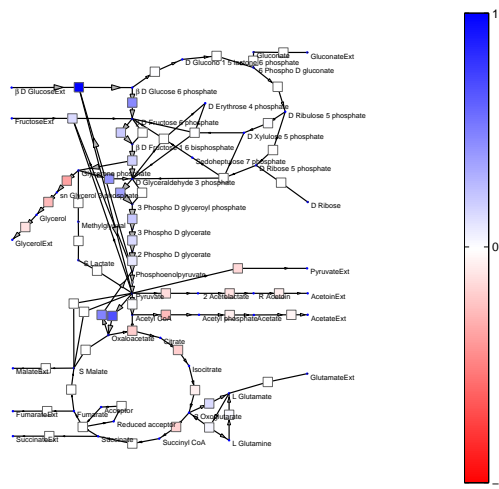 1
D Glucono 1 5 lactone 6 phosphate
Gluconate
GluconateExt
6 Phospho D gluconate
β D GlucoseExt
β D Glucose 6 phosphate
D Erythrose 4 phosphate
FructoseExt
β D Fructose 6 phosphate
D Ribulose 5 phosphate
D Xylulose 5 phosphate
β D Fructose 1 6 bisphosphate
Sedoheptulose 7 phosphate
D Ribose 5 phosphate
Glycerone phosphate
D Glyceraldehyde 3 phosphate
sn Glycerol 3 phosphate
D Ribose
3 Phospho D glyceroyl phosphate
Glycerol
Methylglyoxal
GlycerolExt
3 Phospho D glycerate
0
2 Phospho D glycerate
S Lactate
Phosphoenolpyruvate
PyruvateExt
Pyruvate
2 Acetolactate
R Acetoin
AcetoinExt
Acetyl CoA
Acetyl phosphate
Acetate
AcetateExt
Oxaloacetate
Citrate
MalateExt
S Malate
Isocitrate
GlutamateExt
L Glutamate
FumarateExt
Fumarate
Acceptor
2 Oxoglutarate
Reduced acceptor
SuccinateExt
Succinate
Succinyl CoA
L Glutamine